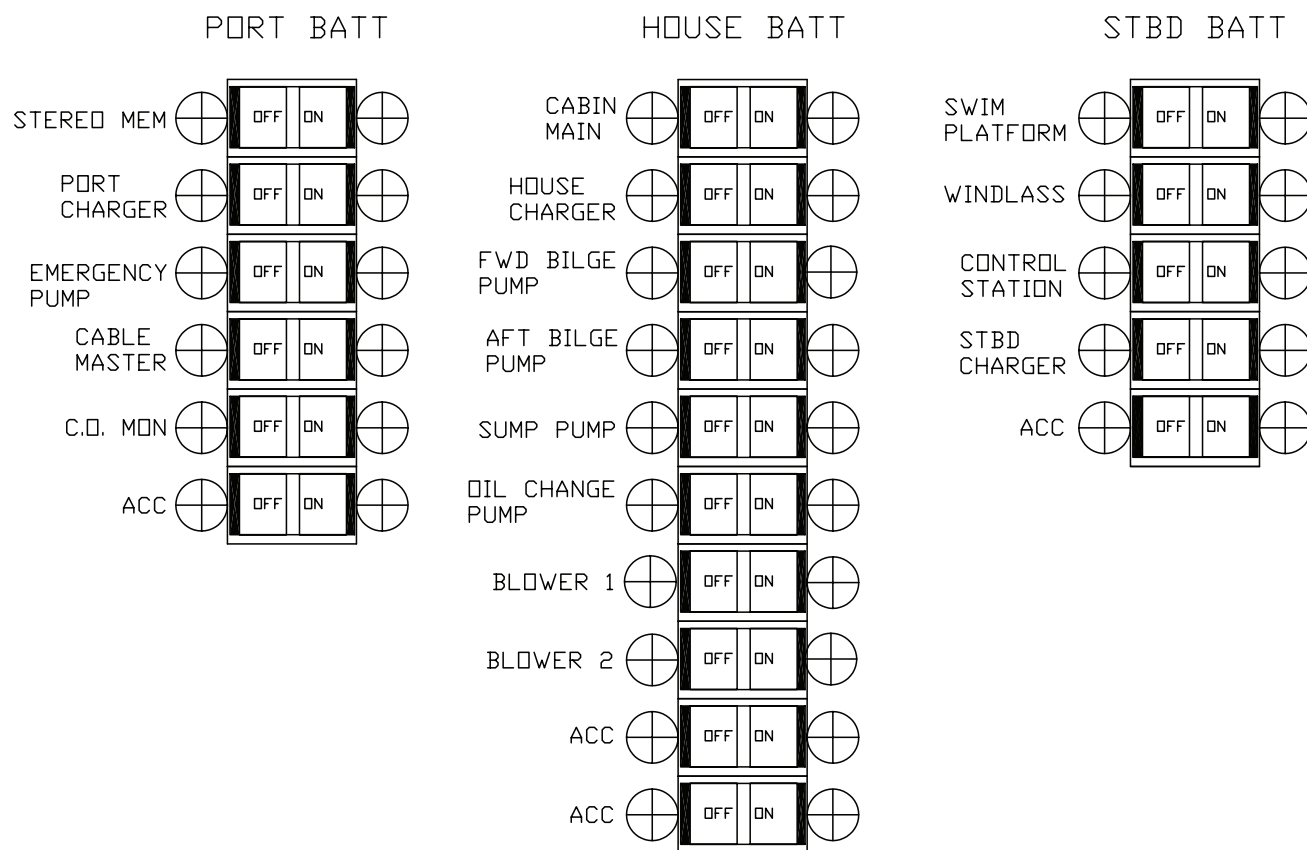 PORT BATT
STEREO MEM OFF ON
PORT
CHARGER OFF ON
EMERGENCY
PUMP OFF ON
CABLE
MASTER OFF ON
C.O. MON OFF ON
ACC OFF ON
HOUSE BATT
CABIN
MAIN OFF ON
HOUSE
CHARGER OFF ON
FWD BILGE
PUMP OFF ON
AFT BILGE
PUMP OFF ON
SUMP PUMP OFF ON
OIL CHANGE
PUMP OFF ON
BLOWER 1 OFF ON
BLOWER 2 OFF ON
ACC OFF ON
ACC OFF ON
STBD BATT
SWIM
PLATFORM OFF ON
WINDLASS OFF ON
CONTROL
STATION OFF ON
STBD
CHARGER OFF ON
ACC OFF ON